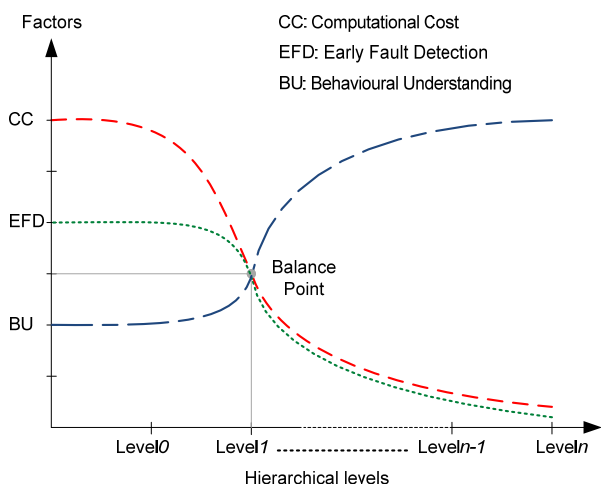 Factors
CC: Computational Cost
EFD: Early Fault Detection
BU: Behavioural Understanding
CC
EFD
BU
Balance
Point
Level0 Level1 Leveln-1 Leveln
Hierarchical levels